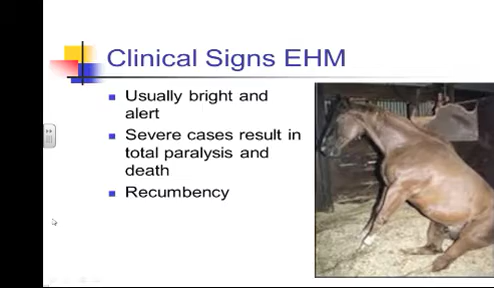 Clinical Signs EHM
Usually bright and
alert
Severe cases result in
total paralysis and
death
Recumbency